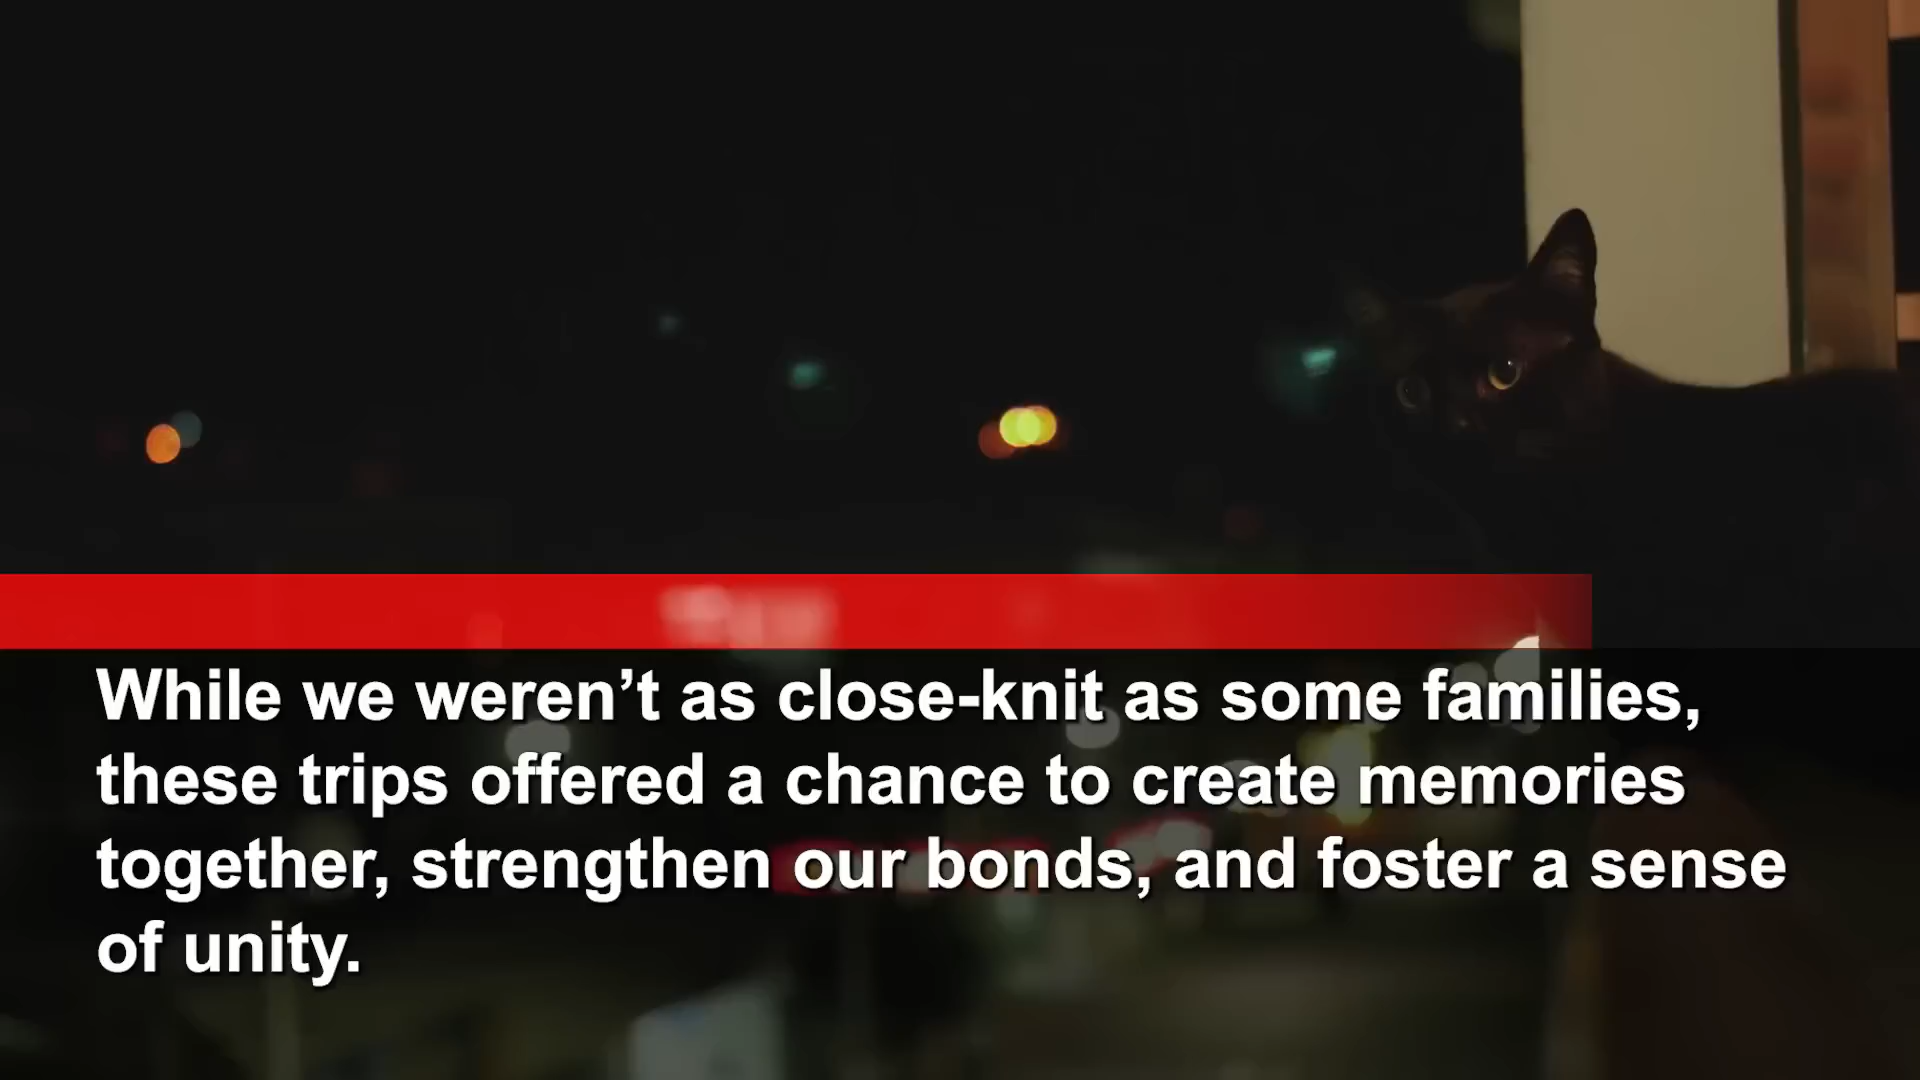 While we weren’t as close-knit as some families,
these trips offered a chance to create memories
together, strengthen our bonds, and foster a sense
of unity.